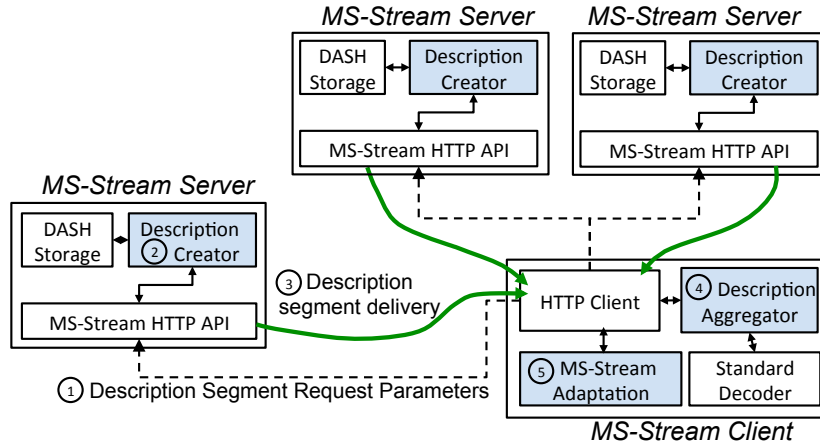 MS-Stream Server
DASH
Storage
Description
Creator
MS-Stream HTTP API
MS-Stream Server
DASH
Storage
Description
Creator
MS-Stream HTTP API
MS-Stream Server
DASH
Storage
Description
2 Creator
MS-Stream HTTP API
3 Description
segment delivery
1 Description Segment Request Parameters
HTTP Client
4 Description
Aggregator
5 MS-Stream
Adaptation
Standard
Decoder
MS-Stream Client